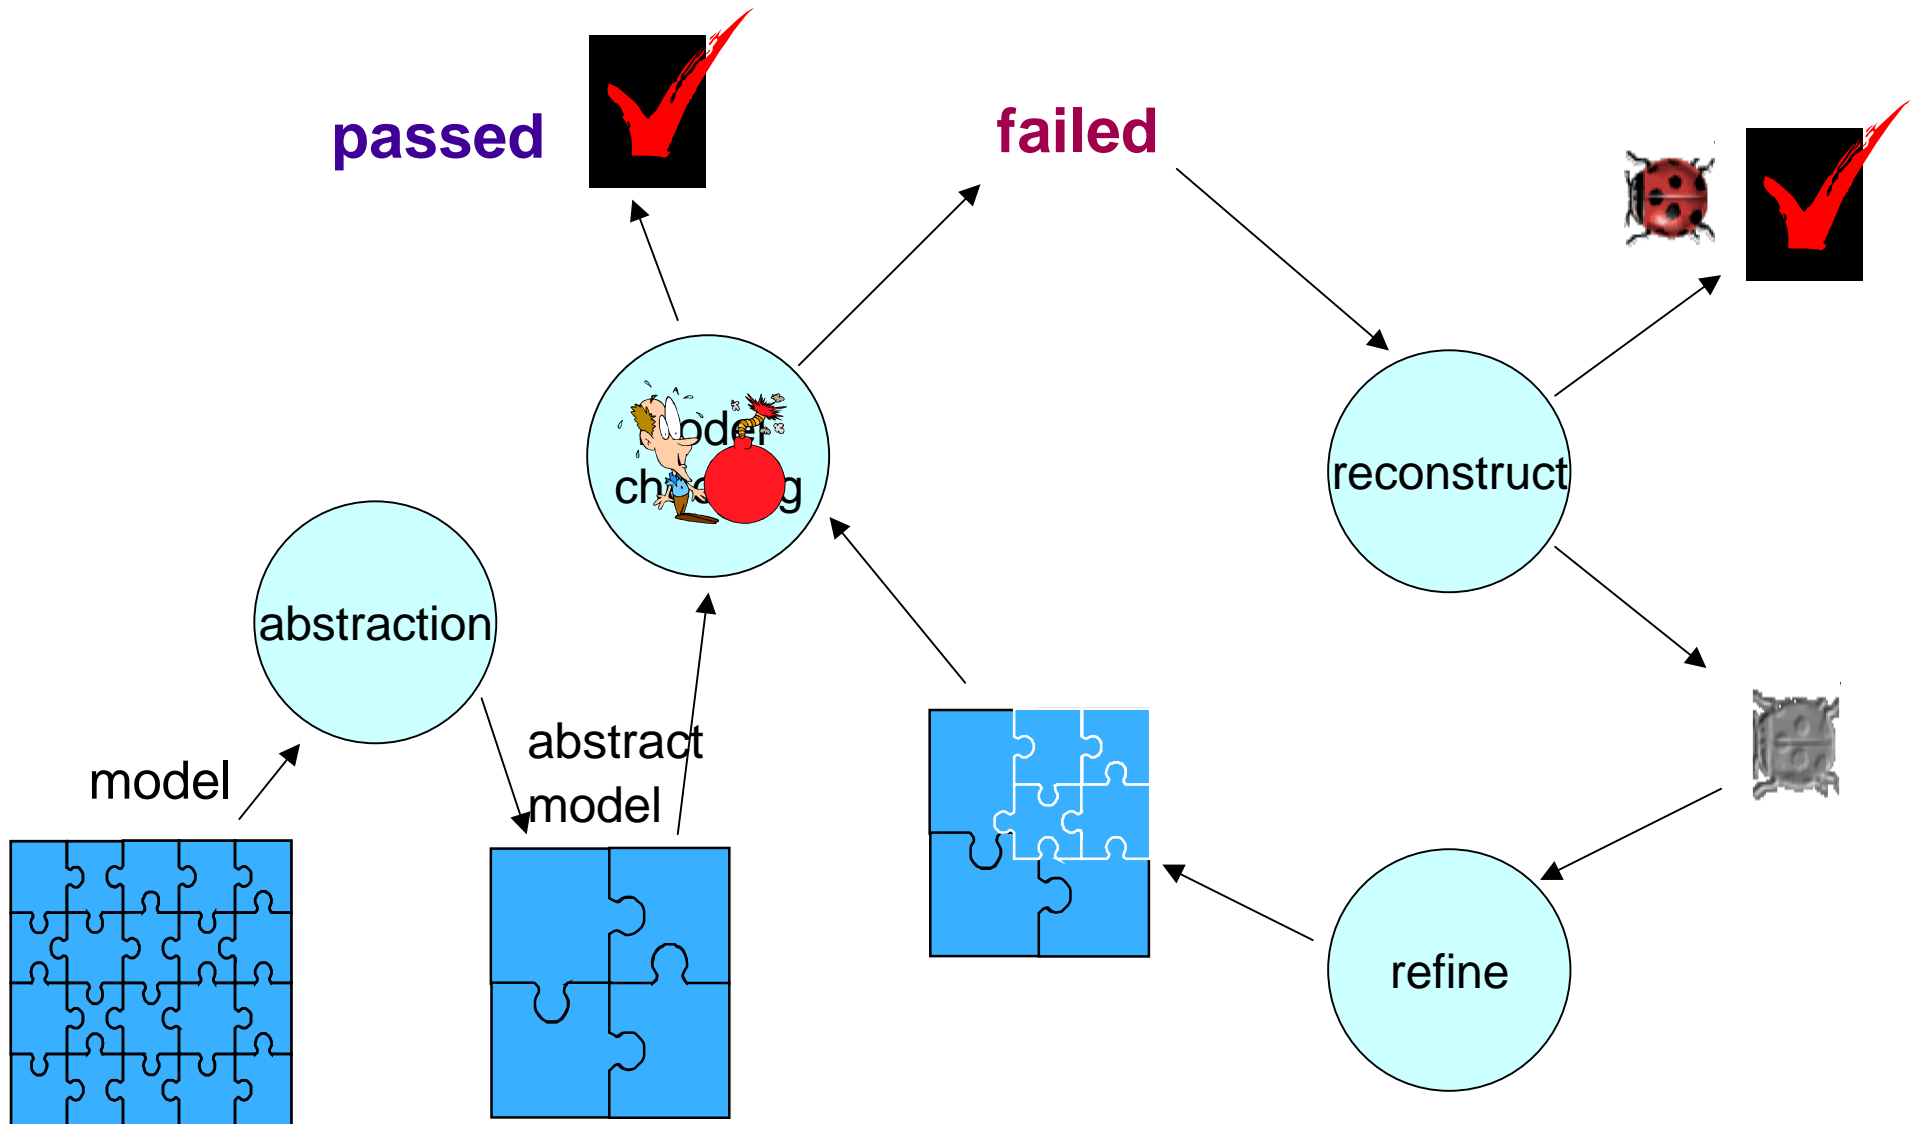 passed
failed
reconstruct
abstraction
abstract
model
model
refine